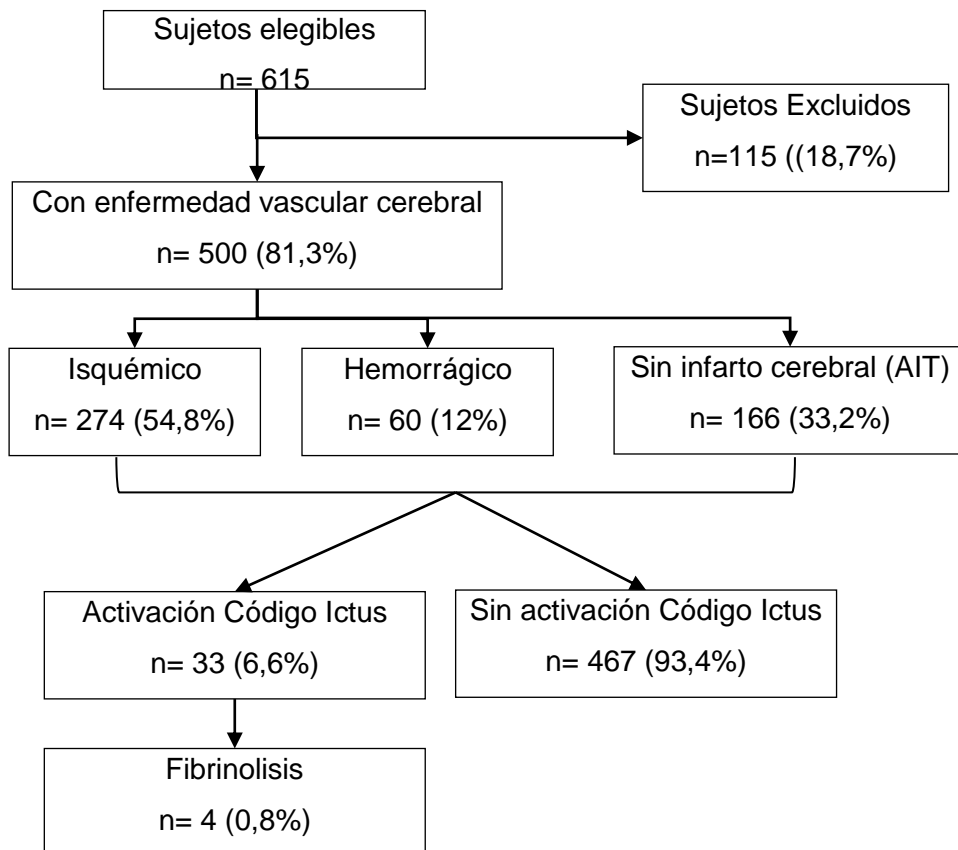 Sujetos elegibles
n= 615
Sujetos Excluidos
n=115 ((18,7%)
Con enfermedad vascular cerebral
n= 500 (81,3%)
Isquémico
n= 274 (54,8%)
Hemorrágico
n= 60 (12%)
Sin infarto cerebral (AIT)
n= 166 (33,2%)
Activación Código Ictus
n= 33 (6,6%)
Sin activación Código Ictus
n= 467 (93,4%)
Fibrinolisis
n= 4 (0,8%)